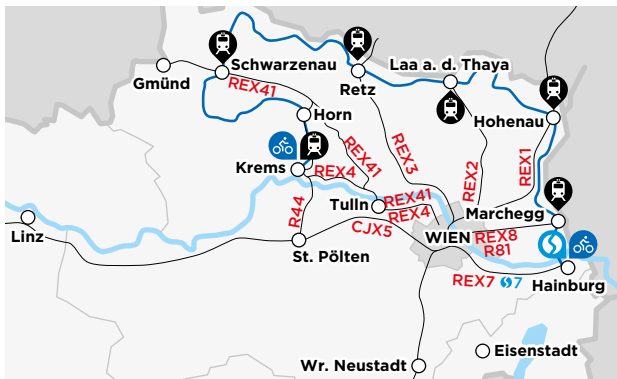 Schwarzenau
Retz
Laa a. d. Thaya
Gmünd
REX41
Horn
Hohenau
REX3
REX2
REX1
Krems
REX4
REX41
R44
Tulln
REX41
REX4
Marchegg
Linz
CJX5
WIEN
REX8
R81
St. Pölten
REX7 S7
Hainburg
Wr. Neustadt
Eisenstadt